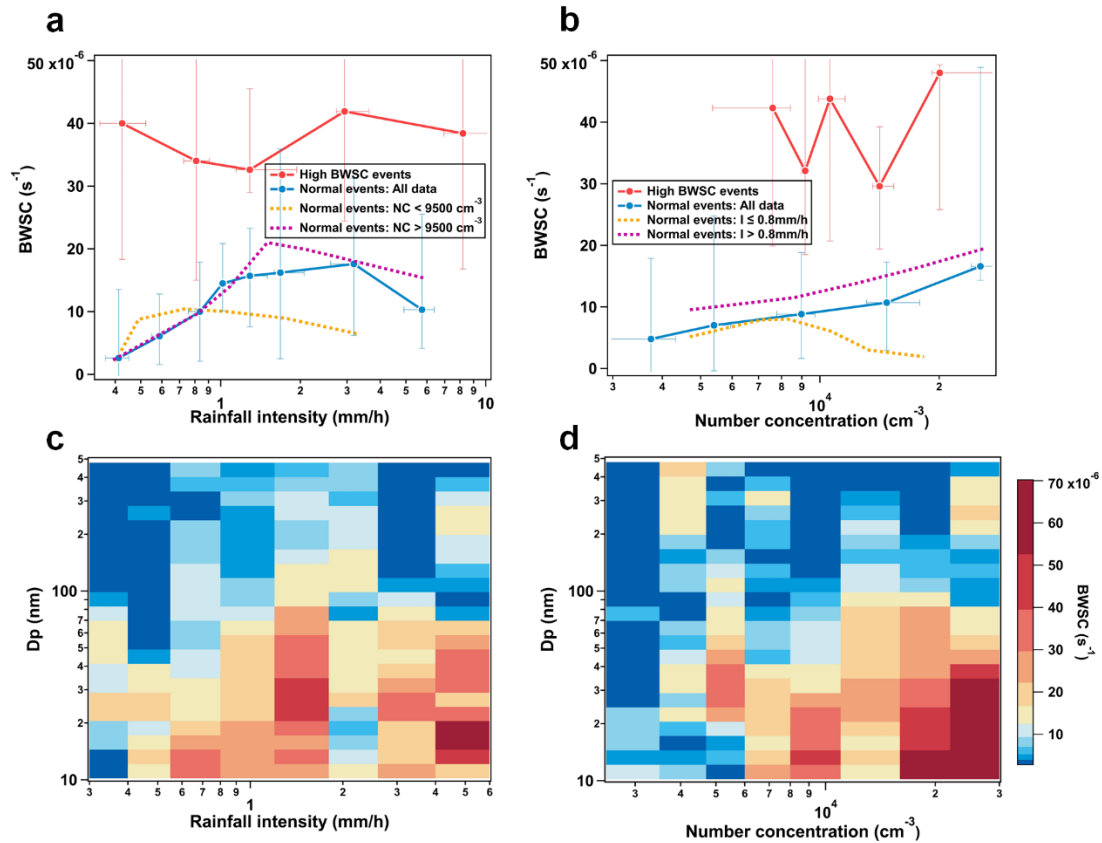 a
50 x10⁻⁶
40
30
20
10
0
BWSC (s⁻¹)
High BWSC events
Normal events: All data
Normal events: NC < 9500 cm⁻³
Normal events: NC > 9500 cm⁻³
4 5 6 7 8 9 1 2 3 4 5 6 7 8 9 10
Rainfall intensity (mm/h)
b
50 x10⁻⁶
40
30
20
10
0
BWSC (s⁻¹)
High BWSC events
Normal events: All data
Normal events: I ≤ 0.8mm/h
Normal events: I > 0.8mm/h
3 4 5 6 7 8 9 10⁴ 2
Number concentration (cm⁻³)
c
5
4
3
2
100
7
6
5
4
3
2
10
Dp (nm)
3 4 5 6 7 8 9 1 2 3 4 5 6
Rainfall intensity (mm/h)
d
5
4
3
2
100
7
6
5
4
3
2
10
Dp (nm)
3 4 5 6 7 8 9 10⁴ 2 3
Number concentration (cm⁻³)
70 x10⁻⁶
60
50
40
30
20
10
BWSC (s⁻¹)